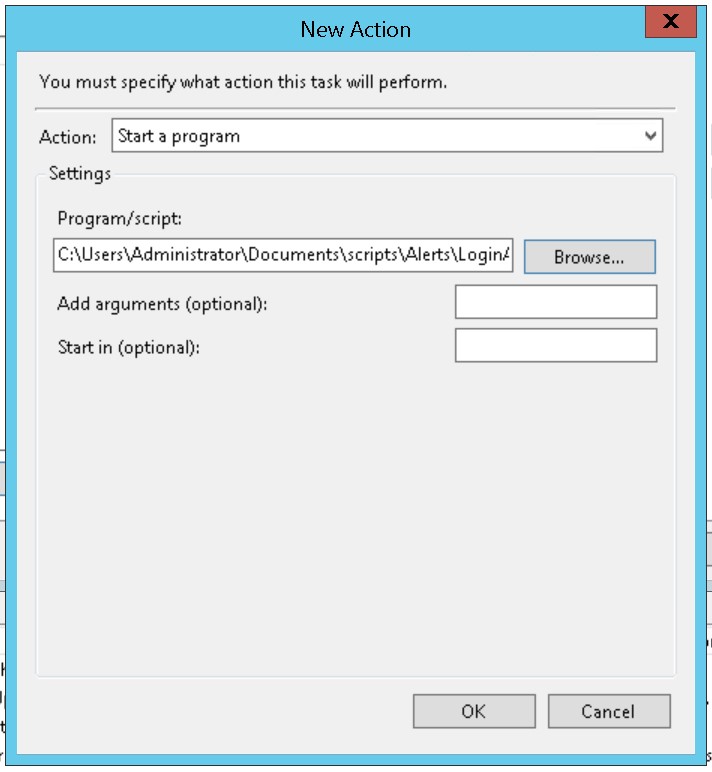 New Action
You must specify what action this task will perform.
Action: Start a program
Settings
Program/script:
C:\Users\Administrator\Documents\scripts\Alerts\Login Browse...
Add arguments (optional):
Start in (optional):
OK Cancel